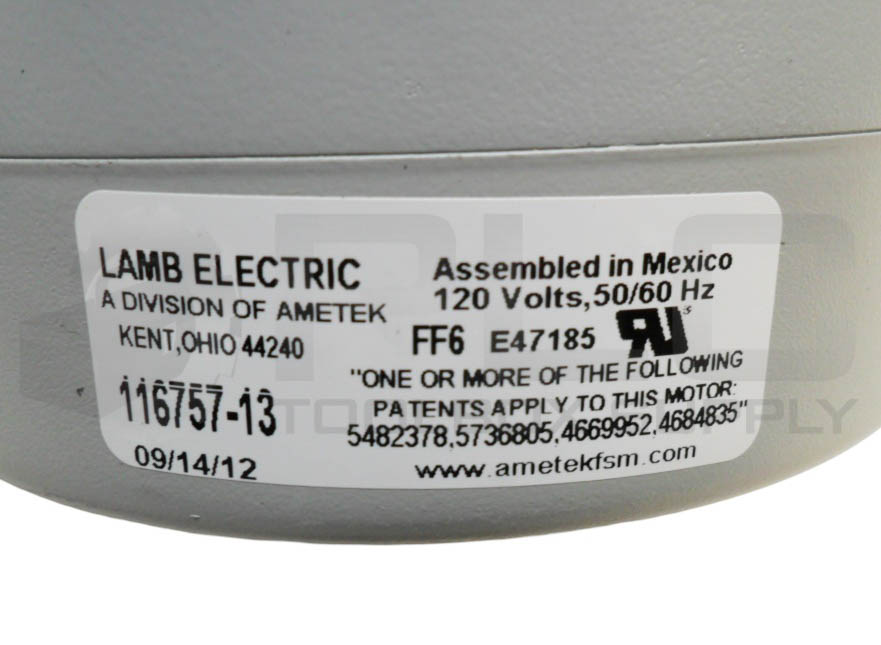 LAMB ELECTRIC
A DIVISION OF AMETEK
KENT,OHIO 44240
116757-13
09/14/12
Assembled in Mexico
120 Volts,50/60 Hz
FF6 E47185
"ONE OR MORE OF THE FOLLOWING
PATENTS APPLY TO THIS MOTOR:
5482378,5736805,4669952,4684835"
www.ametekfsm.com